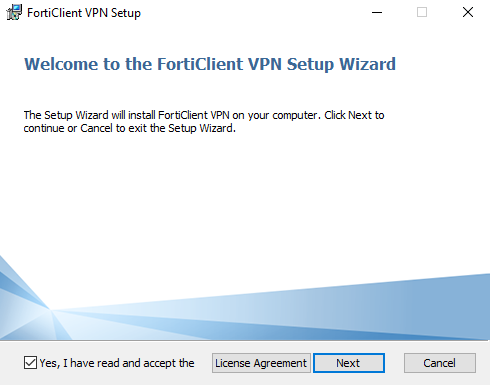 FortiClient VPN Setup
Welcome to the FortiClient VPN Setup Wizard
The Setup Wizard will install FortiClient VPN on your computer. Click Next to
continue or Cancel to exit the Setup Wizard.
Yes, I have read and accept the
License Agreement
Next
Cancel